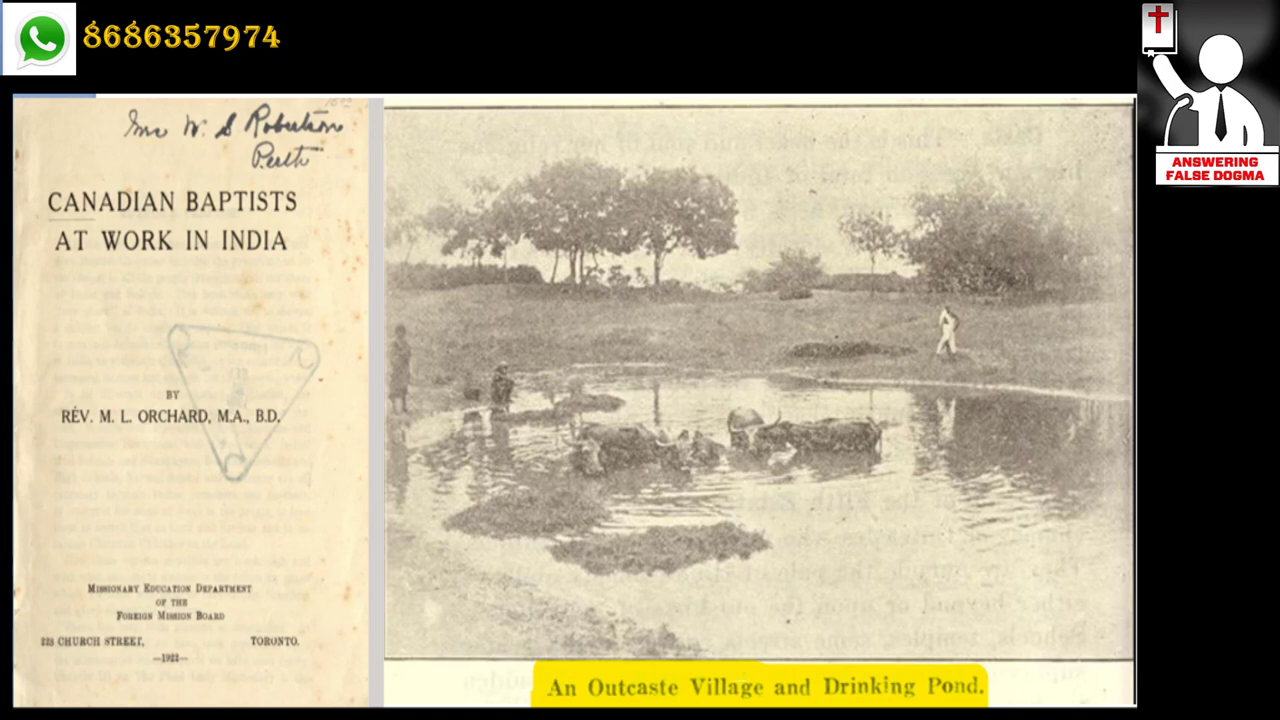 8686357974
ANSWERING
FALSE DOGMA
W. S. Robertson
Perth
CANADIAN BAPTISTS
AT WORK IN INDIA
BY
REV. M. L. ORCHARD, M.A., B.D.
MISSIONARY EDUCATION DEPARTMENT
OF THE
FOREIGN MISSION BOARD
223 CHURCH STREET, TORONTO.
—1922—
An Outcaste Village and Drinking Pond.